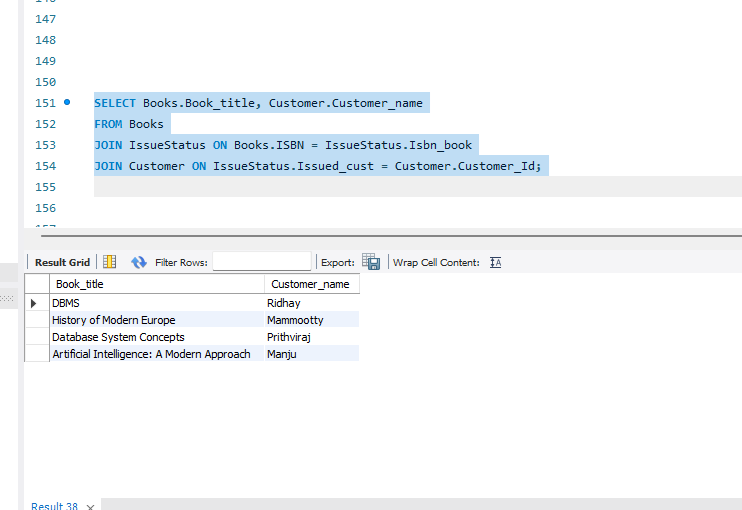 147
148
149
150
151 SELECT Books.Book_title, Customer.Customer_name
152 FROM Books
153 JOIN IssueStatus ON Books.ISBN = IssueStatus.Isbn_book
154 JOIN Customer ON IssueStatus.Issued_cust = Customer.Customer_Id;
155
156
Result Grid Filter Rows: Export: Wrap Cell Content:
Book_title Customer_name
DBMS Ridhay
History of Modern Europe Mammootty
Database System Concepts Prithviraj
Artificial Intelligence: A Modern Approach Manju
Result 38